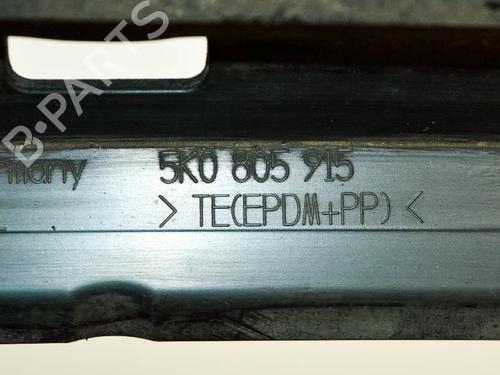 B-PARTS
many 5K0 805 915
> TE(EPDM+PP) <